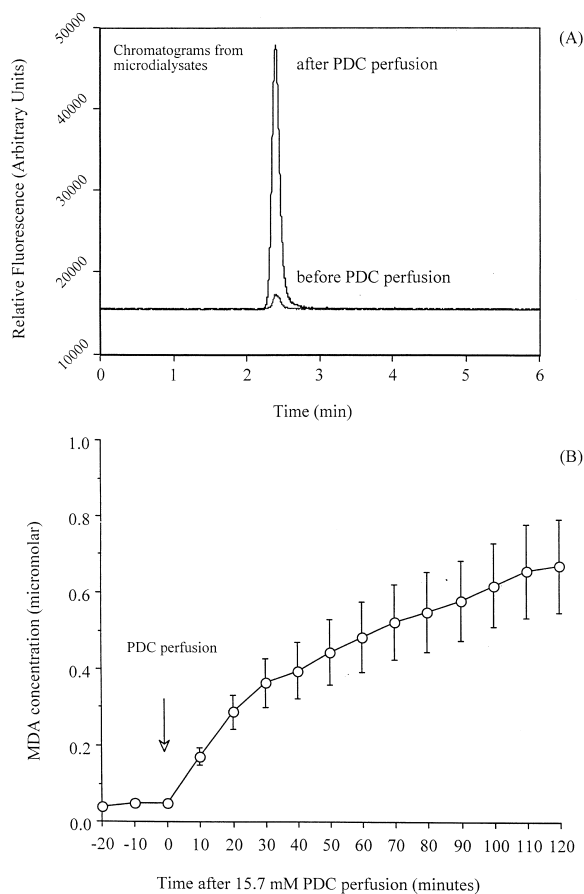 (A)
Chromatograms from
microdialysates
after PDC perfusion
before PDC perfusion
Relative Fluorescence (Arbitrary Units)
50000
40000
30000
20000
10000
0 1 2 3 4 5 6
Time (min)
(B)
MDA concentration (micromolar)
1.0
0.8
0.6
0.4
0.2
0.0
PDC perfusion
-20 -10 0 10 20 30 40 50 60 70 80 90 100 110 120
Time after 15.7 mM PDC perfusion (minutes)